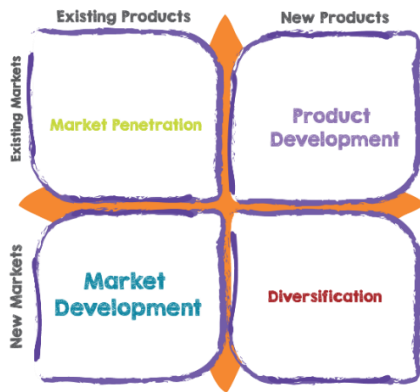 Existing Products
New Products
Existing Markets
Market Penetration
Product
Development
New Markets
Market
Development
Diversification